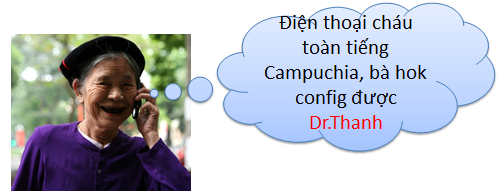 Điện thoại cháu
toàn tiếng
Campuchia, bà hok
config được
Dr.Thanh